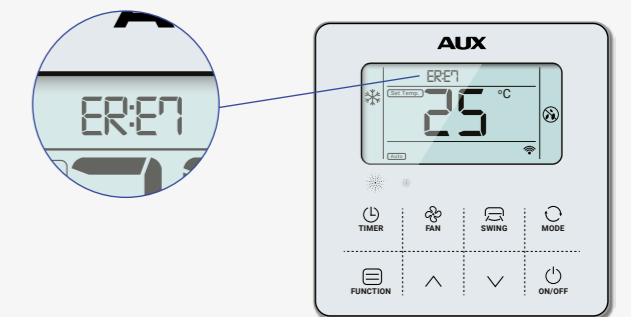 AUX
ER:E7
ER:E7
Set Temp.
25 °C
Auto
TIMER FAN SWING MODE
FUNCTION ON/OFF